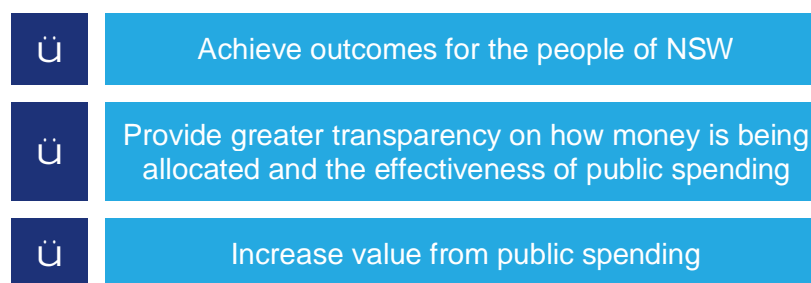 ü Achieve outcomes for the people of NSW
ü Provide greater transparency on how money is being
allocated and the effectiveness of public spending
ü Increase value from public spending